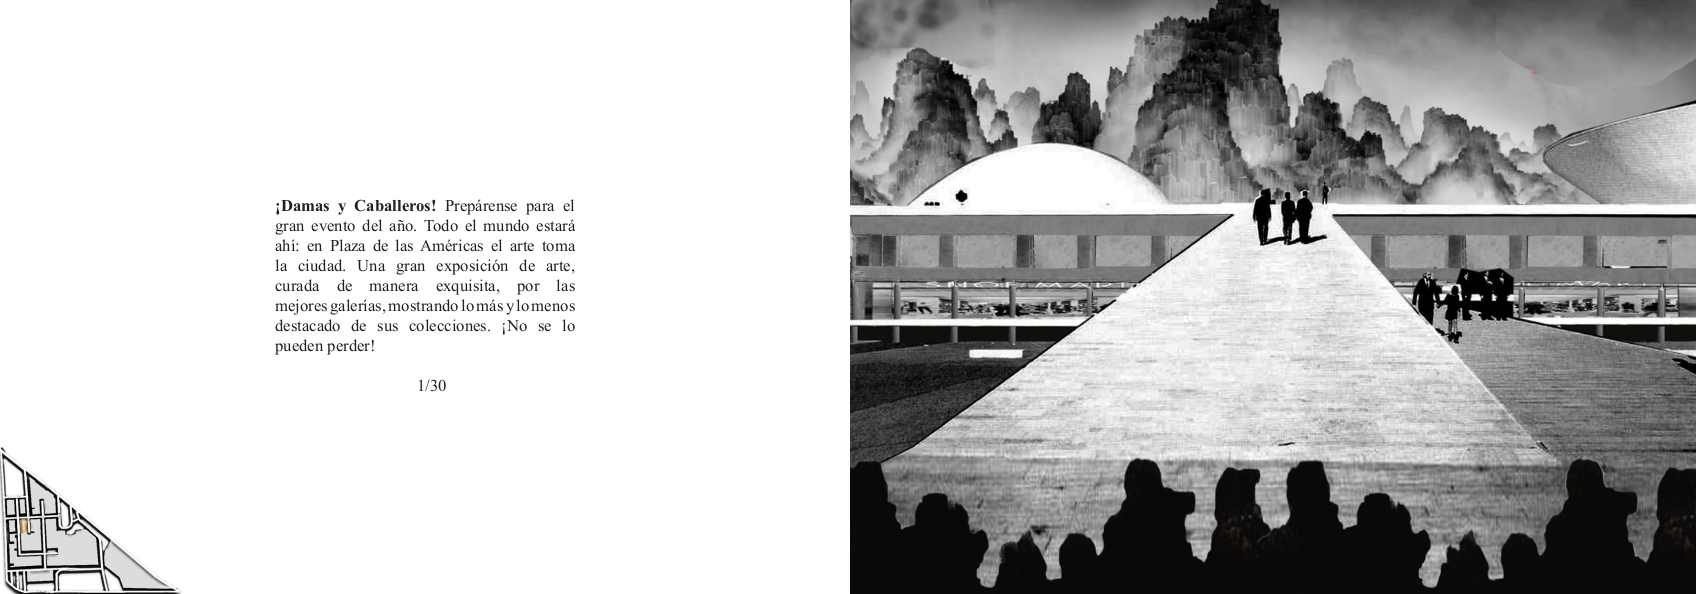 ¡Damas y Caballeros! Prepárense para el
gran evento del año. Todo el mundo estará
ahí: en Plaza de las Américas el arte toma
la ciudad. Una gran exposición de arte,
curada de manera exquisita, por las
mejores galerías, mostrando lo más y lo menos
destacado de sus colecciones. ¡No se lo
pueden perder!
1/30